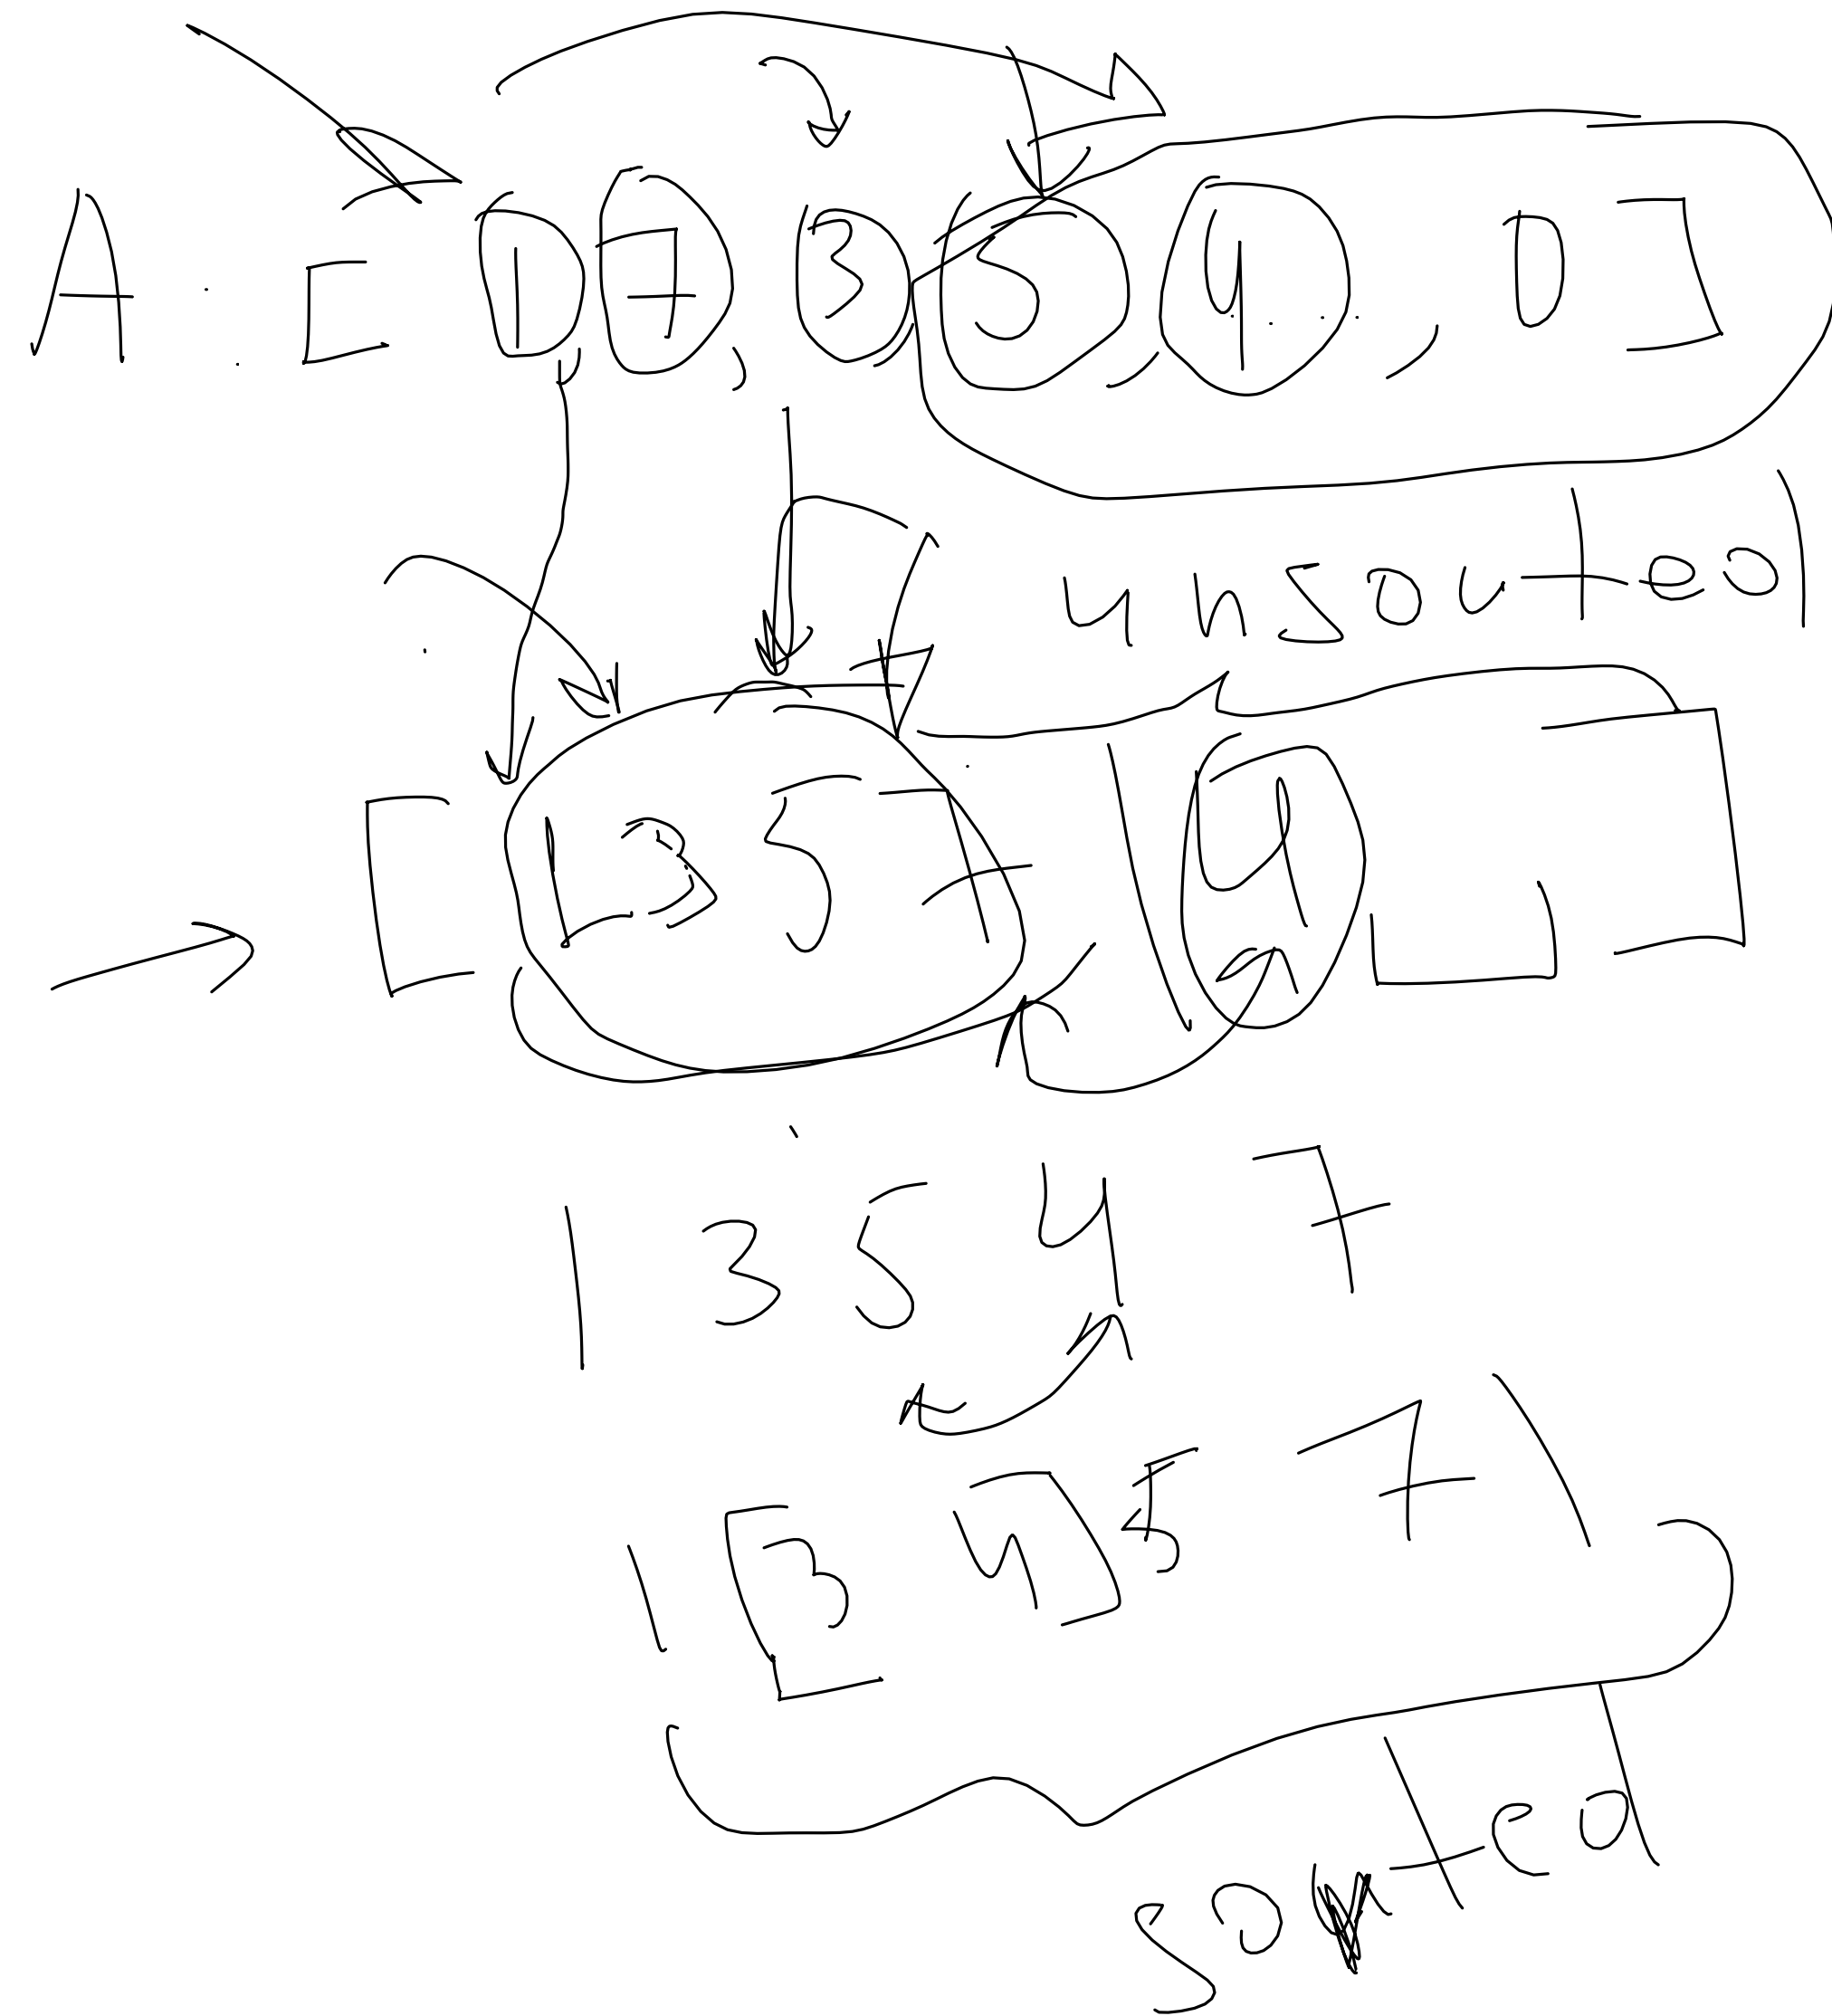 A : [ 1, 7, 3, 5, 4, . . . . , 0 ]
unsorted
[ 1 3 5 7 | 4 ]
1 3 5 4 7
1 [ 3 4 ] 5 7
sorted